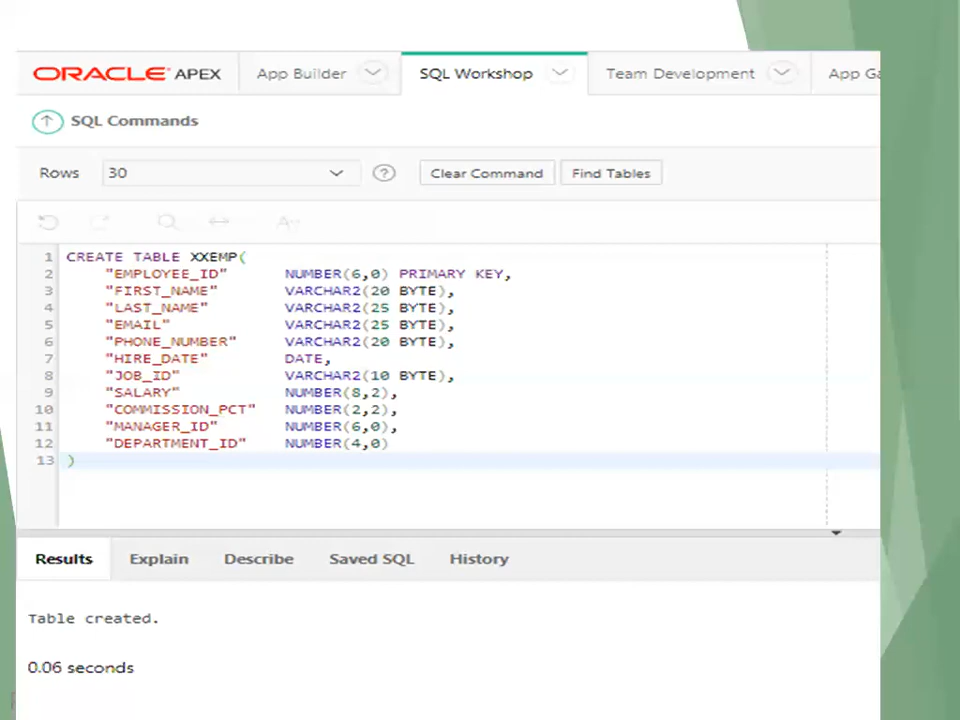 ORACLE APEX App Builder SQL Workshop Team Development App Ga
SQL Commands
Rows 30 ? Clear Command Find Tables
1 CREATE TABLE XXEMP(
2 "EMPLOYEE_ID" NUMBER(6,0) PRIMARY KEY,
3 "FIRST_NAME" VARCHAR2(20 BYTE),
4 "LAST_NAME" VARCHAR2(25 BYTE),
5 "EMAIL" VARCHAR2(25 BYTE),
6 "PHONE_NUMBER" VARCHAR2(20 BYTE),
7 "HIRE_DATE" DATE,
8 "JOB_ID" VARCHAR2(10 BYTE),
9 "SALARY" NUMBER(8,2),
10 "COMMISSION_PCT" NUMBER(2,2),
11 "MANAGER_ID" NUMBER(6,0),
12 "DEPARTMENT_ID" NUMBER(4,0)
13 )
Results Explain Describe Saved SQL History
Table created.
0.06 seconds